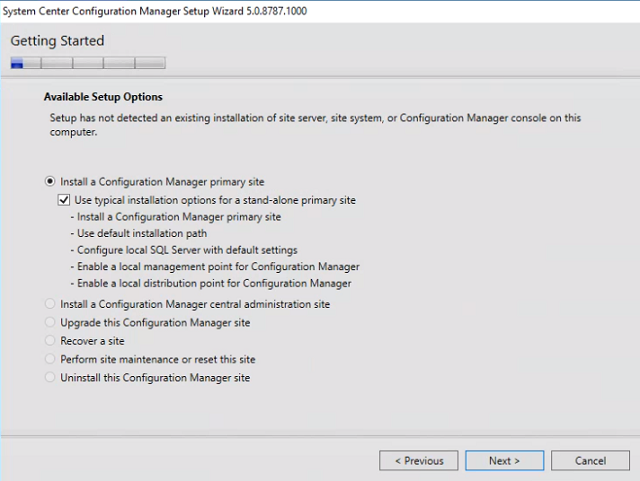 System Center Configuration Manager Setup Wizard 5.0.8787.1000
Getting Started
Available Setup Options
Setup has not detected an existing installation of site server, site system, or Configuration Manager console on this
computer.
Install a Configuration Manager primary site
Use typical installation options for a stand-alone primary site
- Install a Configuration Manager primary site
- Use default installation path
- Configure local SQL Server with default settings
- Enable a local management point for Configuration Manager
- Enable a local distribution point for Configuration Manager
Install a Configuration Manager central administration site
Upgrade this Configuration Manager site
Recover a site
Perform site maintenance or reset this site
Uninstall this Configuration Manager site
< Previous Next > Cancel